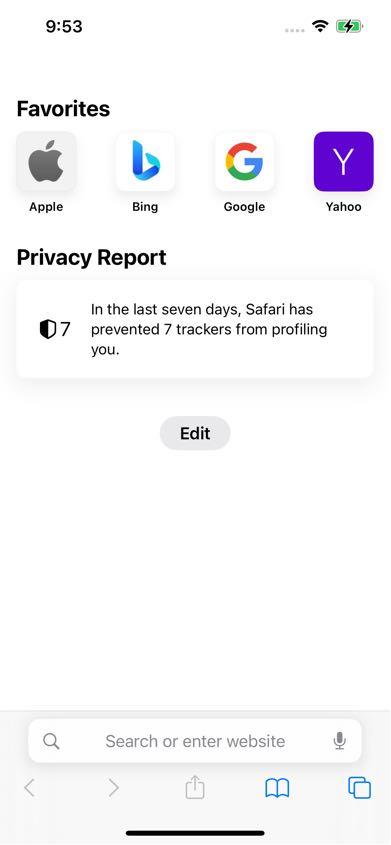 9:53
Favorites
Apple
Bing
Google
Yahoo
Privacy Report
7
In the last seven days, Safari has
prevented 7 trackers from profiling
you.
Edit
Search or enter website